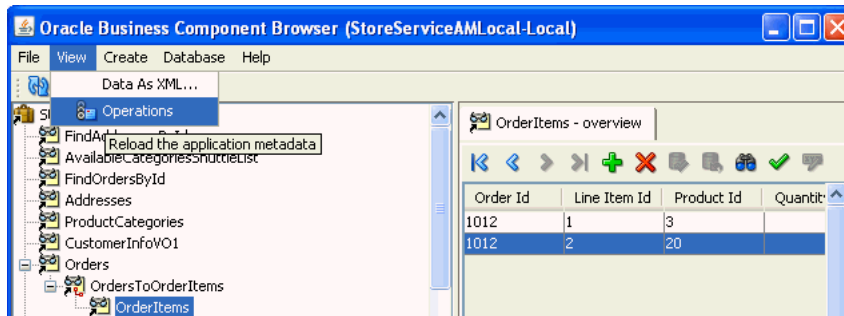 Oracle Business Component Browser (StoreServiceAMLocal-Local)
File View Create Database Help
Data As XML...
Operations
Reload the application metadata
AvailableCategoriesShuttleList
FindOrdersById
Addresses
ProductCategories
CustomerInfoVO1
Orders
OrdersToOrderItems
OrderItems
OrderItems - overview
Order Id Line Item Id Product Id
1012 1 3
1012 2 20